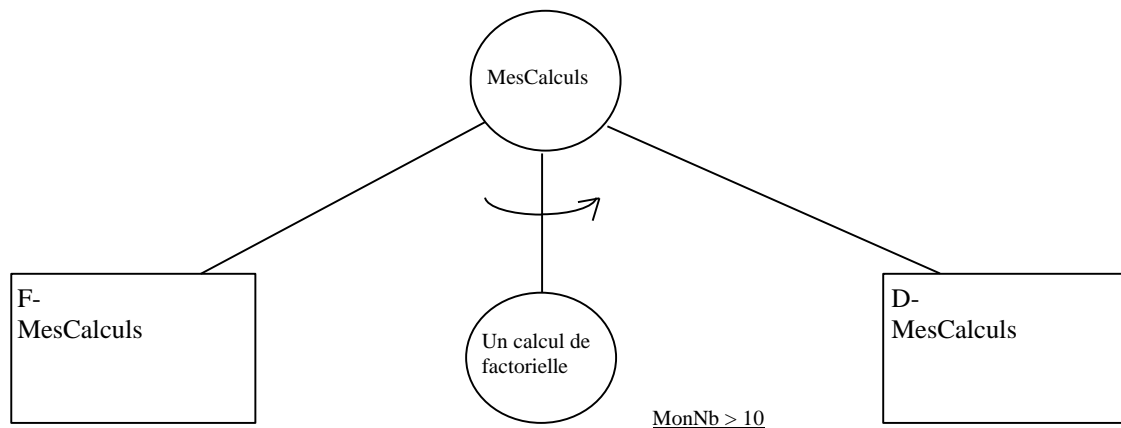 MesCalculs
F-
MesCalculs
Un calcul de
factorielle
D-
MesCalculs
MonNb > 10